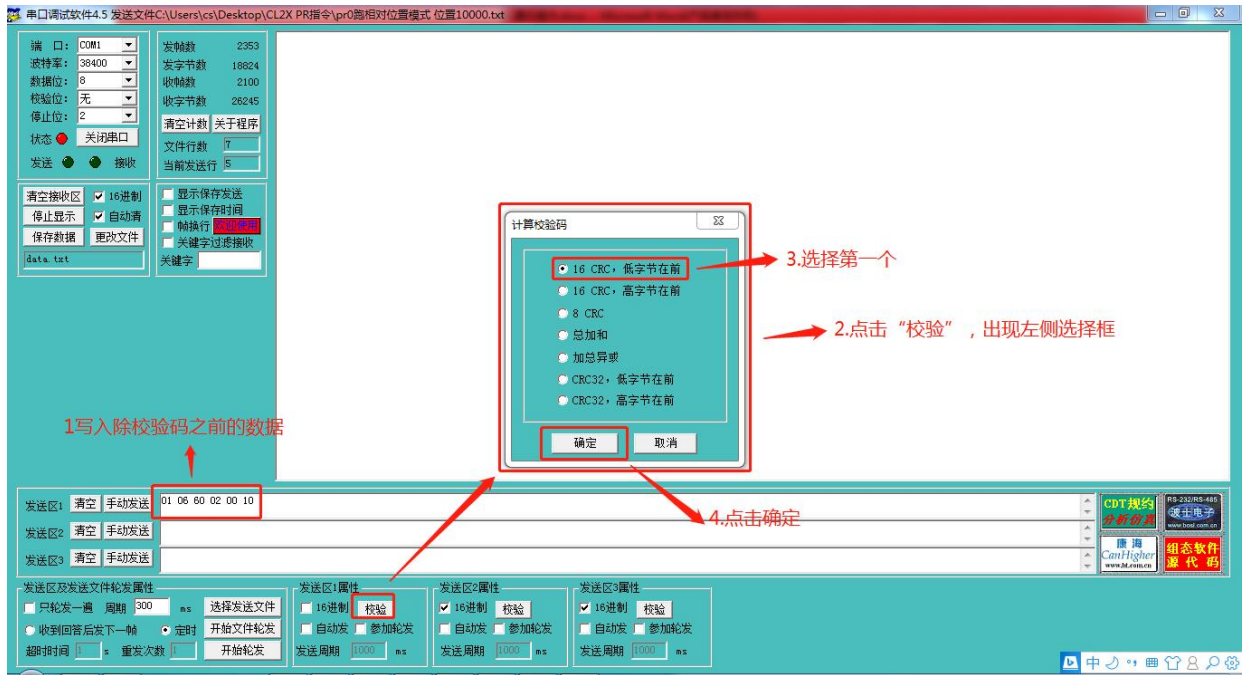 串口调试软件4.5 发送文件C:\Users\cs\Desktop\CL2X PR指令\pr0跑相对位置模式 位置10000.txt
端 口: COM1
波特率: 38400
数据位: 8
校验位: 无
停止位: 2
状态 关闭串口
发送 接收
发帧数 2353
发字节数 18824
收帧数 2100
收字节数 26245
清空计数 关于程序
文件行数 7
当前发送行 5
清空接收区 16进制
停止显示 自动清
保存数据 更改文件
data.txt
显示保存发送
显示保存时间
帧换行 欢迎使用
关键字过滤接收
关键字
计算校验码
16 CRC，低字节在前
16 CRC，高字节在前
8 CRC
总加和
加总异或
CRC32，低字节在前
CRC32，高字节在前
确定 取消
3.选择第一个
2.点击“校验”，出现左侧选择框
1写入除校验码之前的数据
4.点击确定
发送区1 清空 手动发送 01 06 60 02 00 10
发送区2 清空 手动发送
发送区3 清空 手动发送
CDT规约
分析仿真
RS-232/RS-485
波士电子
www.bosi.com.cn
康海
CanHigher
组态软件
源代码
发送区及发送文件轮发属性
只轮发一遍 周期 300 ms 选择发送文件
收到回答后发下一帧 定时 开始文件轮发
超时时间 1 s 重发次数 1 开始轮发
发送区1属性
16进制 校验
自动发 参加轮发
发送周期 1000 ms
发送区2属性
16进制 校验
自动发 参加轮发
发送周期 1000 ms
发送区3属性
16进制 校验
自动发 参加轮发
发送周期 1000 ms
中